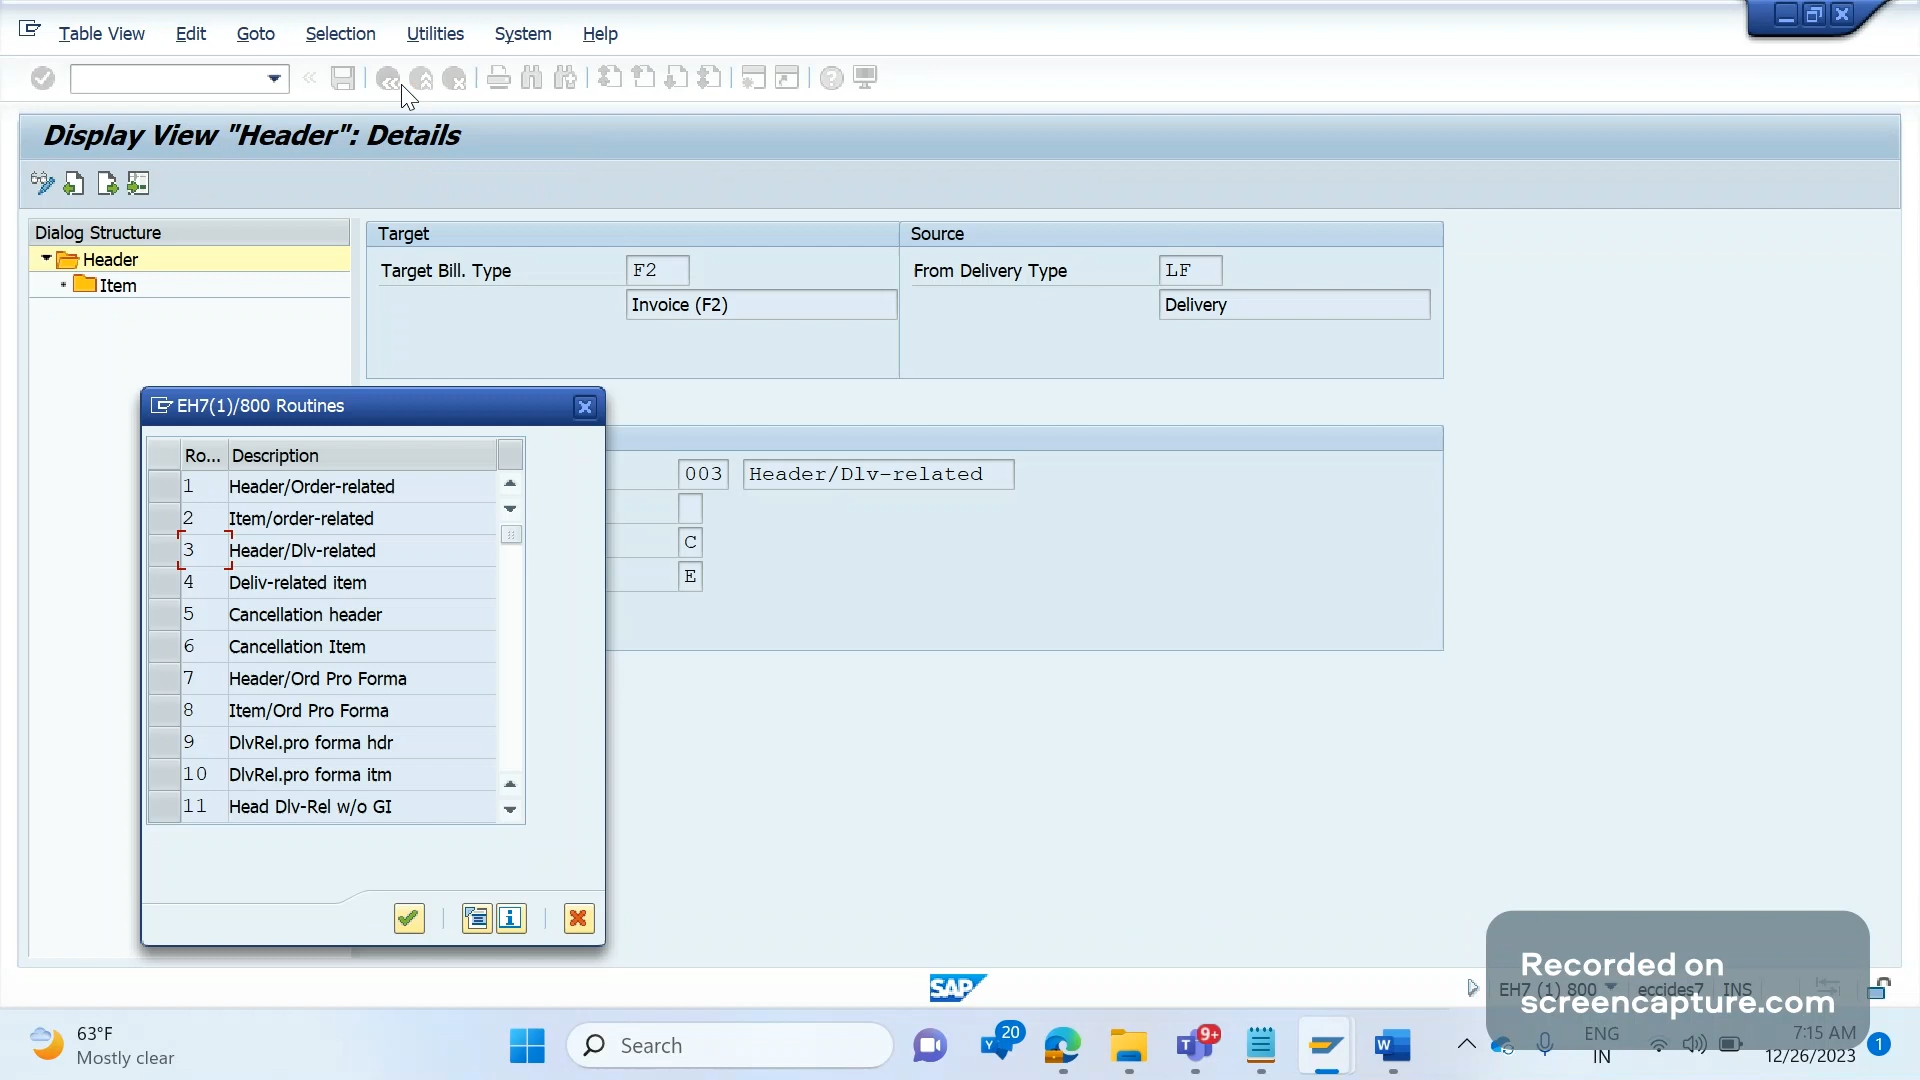 Table View Edit Goto Selection Utilities System Help
Display View "Header": Details
Dialog Structure
Header
Item
Target
Source
Target Bill. Type F2
Invoice (F2)
From Delivery Type LF
Delivery
EH7(1)/800 Routines
Ro... Description
1 Header/Order-related
2 Item/order-related
3 Header/Dlv-related
4 Deliv-related item
5 Cancellation header
6 Cancellation Item
7 Header/Ord Pro Forma
8 Item/Ord Pro Forma
9 DlvRel.pro forma hdr
10 DlvRel.pro forma itm
11 Head Dlv-Rel w/o GI
003 Header/Dlv-related
C
E
SAP
EH7 (1) 800 eccides7 INS
Recorded on
screencapture.com
63°F
Mostly clear
Search
20
9+
ENG
IN
7:15 AM
12/26/2023
1